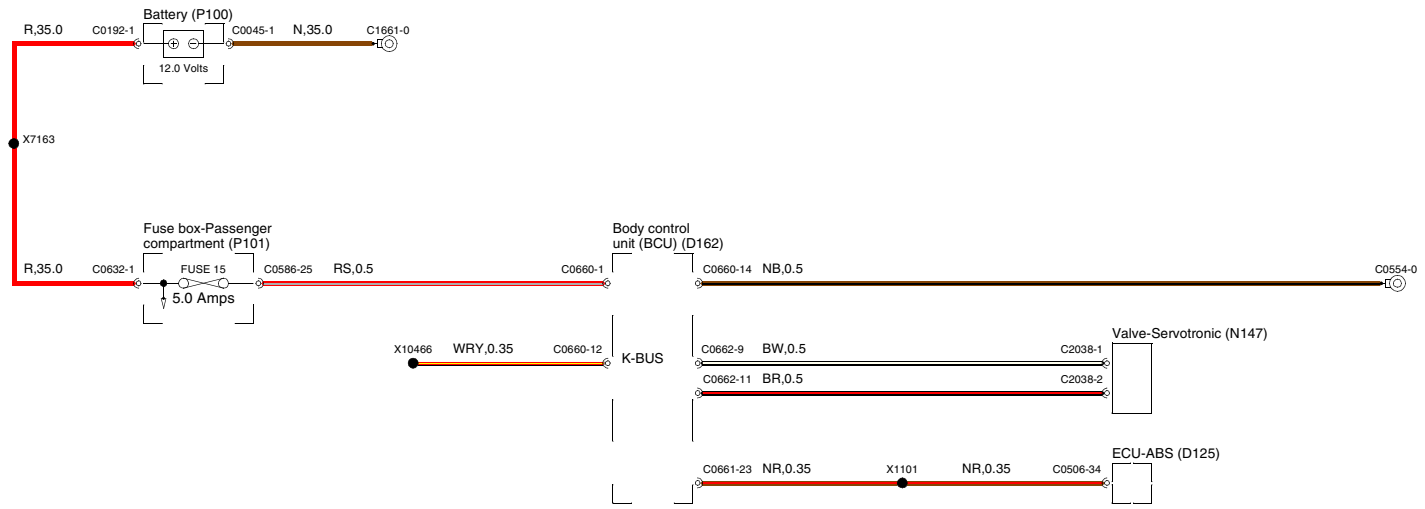 Battery (P100)
R,35.0 C0192-1 C0045-1 N,35.0 C1661-0
12.0 Volts
X7163
Fuse box-Passenger
compartment (P101)
Body control
unit (BCU) (D162)
R,35.0 C0632-1 FUSE 15 C0586-25 RS,0.5 C0660-1 C0660-14 NB,0.5 C0554-0
5.0 Amps
Valve-Servotronic (N147)
X10466 WRY,0.35 C0660-12 K-BUS C0662-9 BW,0.5 C2038-1
C0662-11 BR,0.5 C2038-2
ECU-ABS (D125)
C0661-23 NR,0.35 X1101 NR,0.35 C0506-34